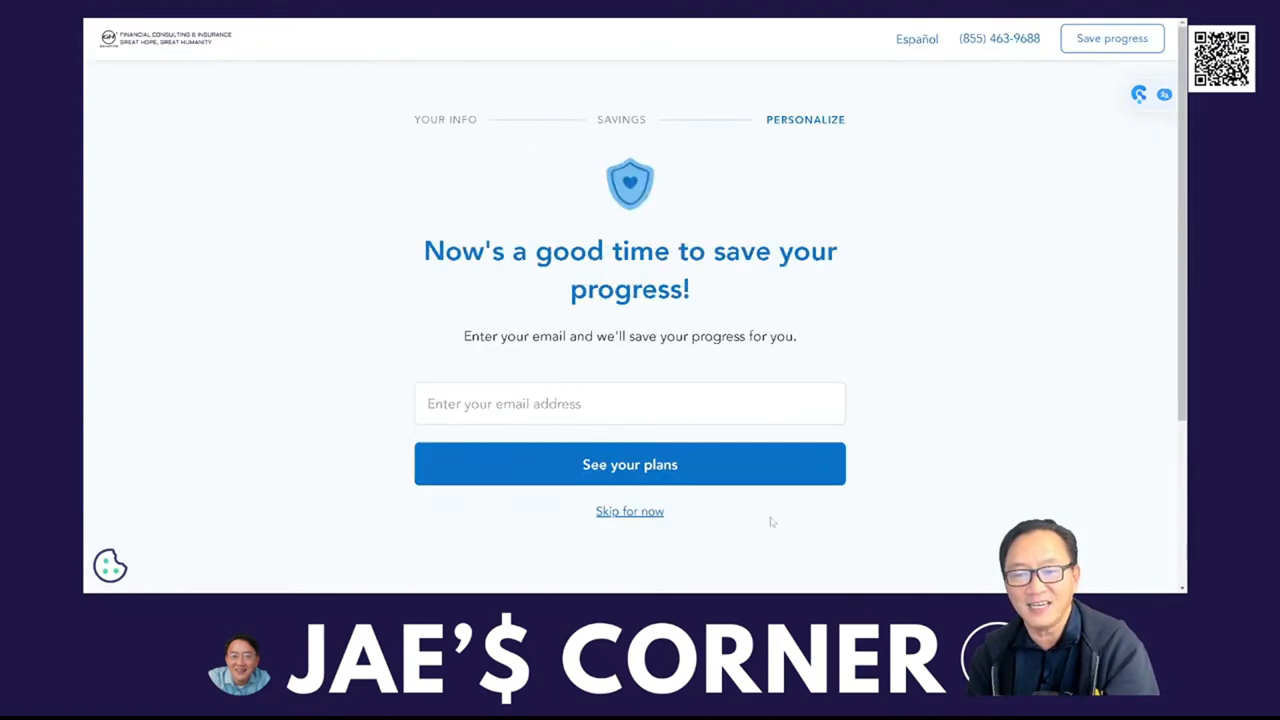 FINANCIAL CONSULTING & INSURANCE
GREAT HOPE, GREAT HUMANITY
Español
(855) 463-9688
Save progress
YOUR INFO
SAVINGS
PERSONALIZE
Now's a good time to save your
progress!
Enter your email and we'll save your progress for you.
Enter your email address
See your plans
Skip for now
JAE'$ CORNER